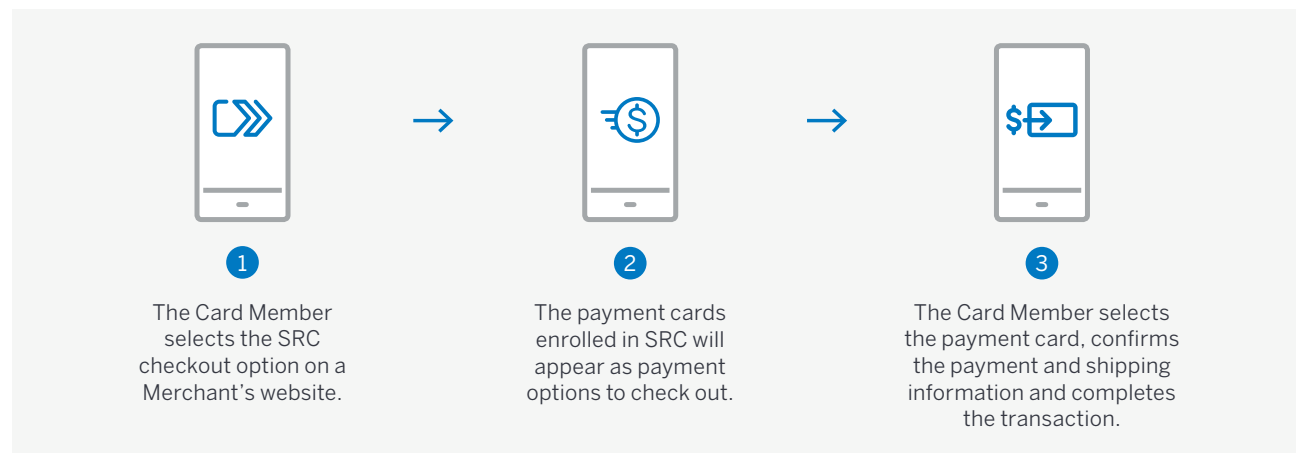 1
The Card Member
selects the SRC
checkout option on a
Merchant's website.
2
The payment cards
enrolled in SRC will
appear as payment
options to check out.
3
The Card Member selects
the payment card, confirms
the payment and shipping
information and completes
the transaction.